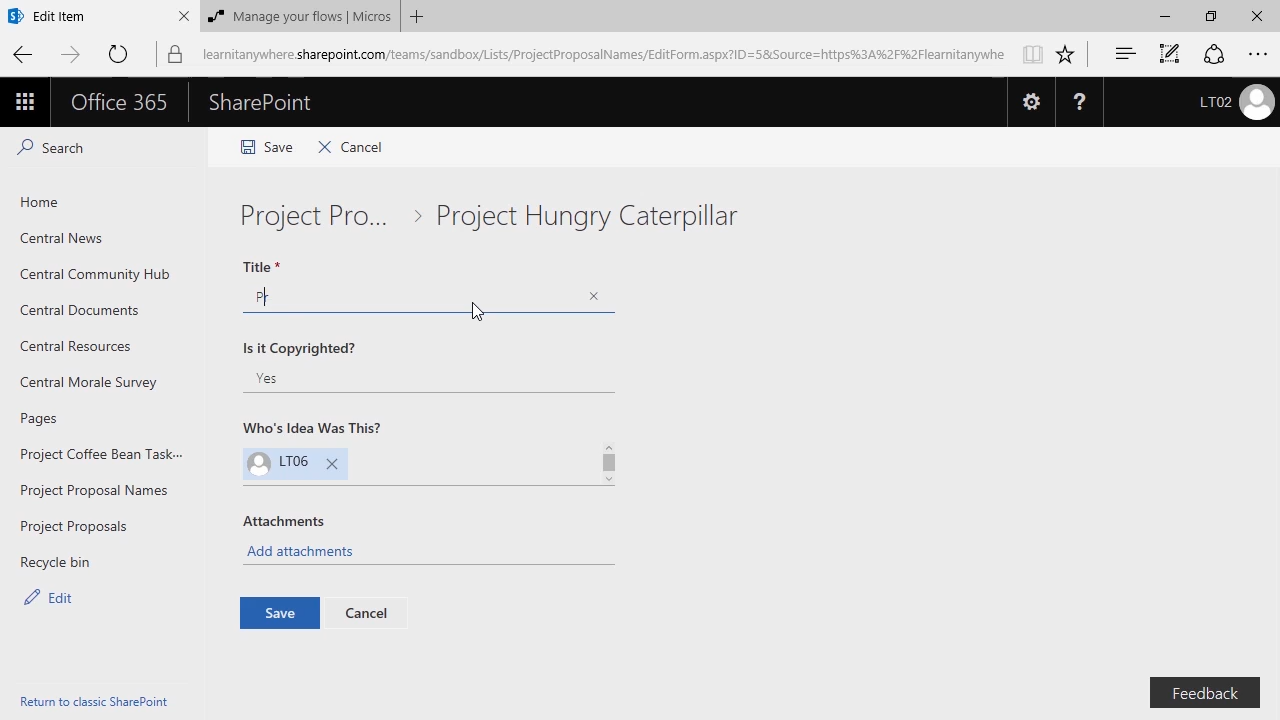 Edit Item
Manage your flows | Micros
learnitanywhere.sharepoint.com/teams/sandbox/Lists/ProjectProposalNames/EditForm.aspx?ID=5&Source=https%3A%2F%2Flearnitanywhe
Office 365 SharePoint ? LT02
Search
Save Cancel
Home
Central News
Central Community Hub
Central Documents
Central Resources
Central Morale Survey
Pages
Project Coffee Bean Task...
Project Proposal Names
Project Proposals
Recycle bin
Edit
Return to classic SharePoint
Project Pro... > Project Hungry Caterpillar
Title *
Pr
Is it Copyrighted?
Yes
Who's Idea Was This?
LT06
Attachments
Add attachments
Save Cancel
Feedback